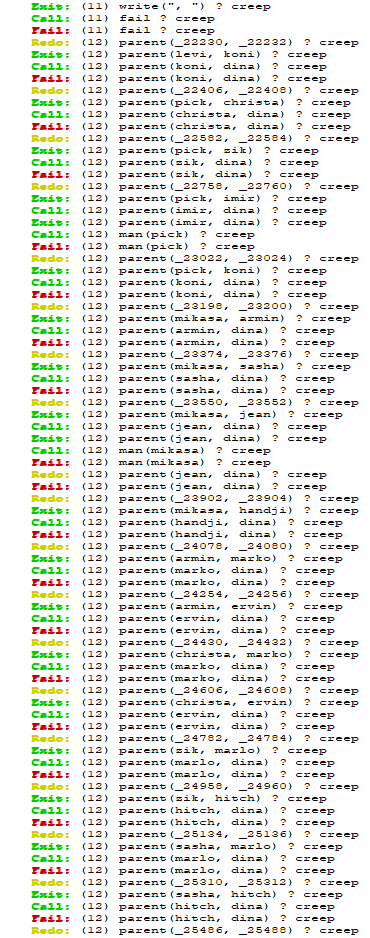 Exit: (11) write(", ") ? creep
Call: (11) fail ? creep
Fail: (11) fail ? creep
Redo: (12) parent(_22230, _22232) ? creep
Exit: (12) parent(levi, koni) ? creep
Call: (12) parent(koni, dina) ? creep
Fail: (12) parent(koni, dina) ? creep
Redo: (12) parent(_22406, _22408) ? creep
Exit: (12) parent(pick, christa) ? creep
Call: (12) parent(christa, dina) ? creep
Fail: (12) parent(christa, dina) ? creep
Redo: (12) parent(_22582, _22584) ? creep
Exit: (12) parent(pick, zik) ? creep
Call: (12) parent(zik, dina) ? creep
Fail: (12) parent(zik, dina) ? creep
Redo: (12) parent(_22758, _22760) ? creep
Exit: (12) parent(pick, imir) ? creep
Call: (12) parent(imir, dina) ? creep
Exit: (12) parent(imir, dina) ? creep
Call: (12) man(pick) ? creep
Fail: (12) man(pick) ? creep
Redo: (12) parent(_23022, _23024) ? creep
Exit: (12) parent(pick, koni) ? creep
Call: (12) parent(koni, dina) ? creep
Fail: (12) parent(koni, dina) ? creep
Redo: (12) parent(_23198, _23200) ? creep
Exit: (12) parent(mikasa, armin) ? creep
Call: (12) parent(armin, dina) ? creep
Fail: (12) parent(armin, dina) ? creep
Redo: (12) parent(_23374, _23376) ? creep
Exit: (12) parent(mikasa, sasha) ? creep
Call: (12) parent(sasha, dina) ? creep
Fail: (12) parent(sasha, dina) ? creep
Redo: (12) parent(_23550, _23552) ? creep
Exit: (12) parent(mikasa, jean) ? creep
Call: (12) parent(jean, dina) ? creep
Exit: (12) parent(jean, dina) ? creep
Call: (12) man(mikasa) ? creep
Fail: (12) man(mikasa) ? creep
Redo: (12) parent(jean, dina) ? creep
Fail: (12) parent(jean, dina) ? creep
Redo: (12) parent(_23902, _23904) ? creep
Exit: (12) parent(mikasa, handji) ? creep
Call: (12) parent(handji, dina) ? creep
Fail: (12) parent(handji, dina) ? creep
Redo: (12) parent(_24078, _24080) ? creep
Exit: (12) parent(armin, marko) ? creep
Call: (12) parent(marko, dina) ? creep
Fail: (12) parent(marko, dina) ? creep
Redo: (12) parent(_24254, _24256) ? creep
Exit: (12) parent(armin, ervin) ? creep
Call: (12) parent(ervin, dina) ? creep
Fail: (12) parent(ervin, dina) ? creep
Redo: (12) parent(_24430, _24432) ? creep
Exit: (12) parent(christa, marko) ? creep
Call: (12) parent(marko, dina) ? creep
Fail: (12) parent(marko, dina) ? creep
Redo: (12) parent(_24606, _24608) ? creep
Exit: (12) parent(christa, ervin) ? creep
Call: (12) parent(ervin, dina) ? creep
Fail: (12) parent(ervin, dina) ? creep
Redo: (12) parent(_24782, _24784) ? creep
Exit: (12) parent(zik, marlo) ? creep
Call: (12) parent(marlo, dina) ? creep
Fail: (12) parent(marlo, dina) ? creep
Redo: (12) parent(_24958, _24960) ? creep
Exit: (12) parent(zik, hitch) ? creep
Call: (12) parent(hitch, dina) ? creep
Fail: (12) parent(hitch, dina) ? creep
Redo: (12) parent(_25134, _25136) ? creep
Exit: (12) parent(sasha, marlo) ? creep
Call: (12) parent(marlo, dina) ? creep
Fail: (12) parent(marlo, dina) ? creep
Redo: (12) parent(_25310, _25312) ? creep
Exit: (12) parent(sasha, hitch) ? creep
Call: (12) parent(hitch, dina) ? creep
Fail: (12) parent(hitch, dina) ? creep
Redo: (12) parent(_25486, _25488) ? creep